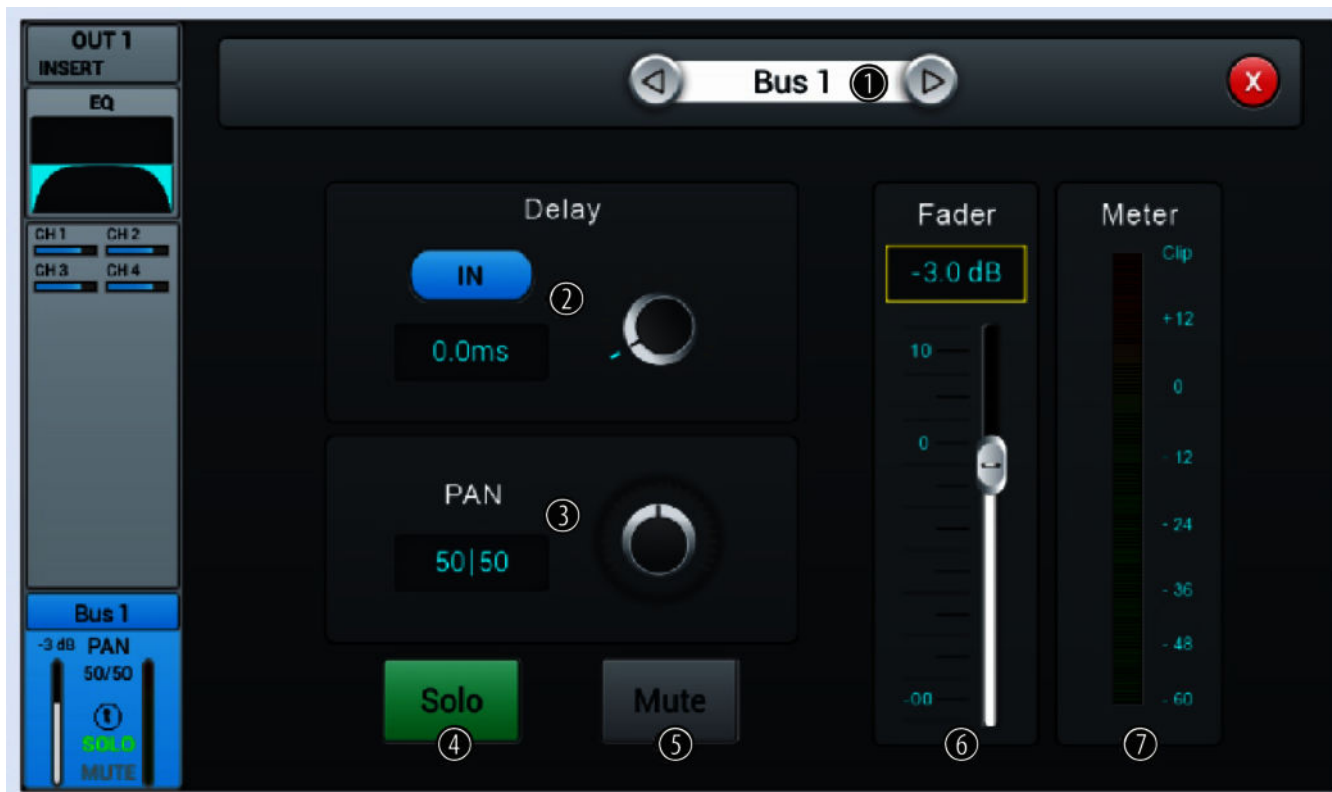 OUT 1
INSERT
EQ
CH 1 CH 2
CH 3 CH 4
Bus 1
-3 dB PAN
50/50
t
SOLO
MUTE
Bus 1 ①
X
Delay
IN
②
0.0ms
PAN
③
50|50
Solo
④
Mute
⑤
Fader
-3.0 dB
10
0
-00
⑥
Meter
Clip
+12
0
- 12
- 24
- 36
- 48
- 60
⑦